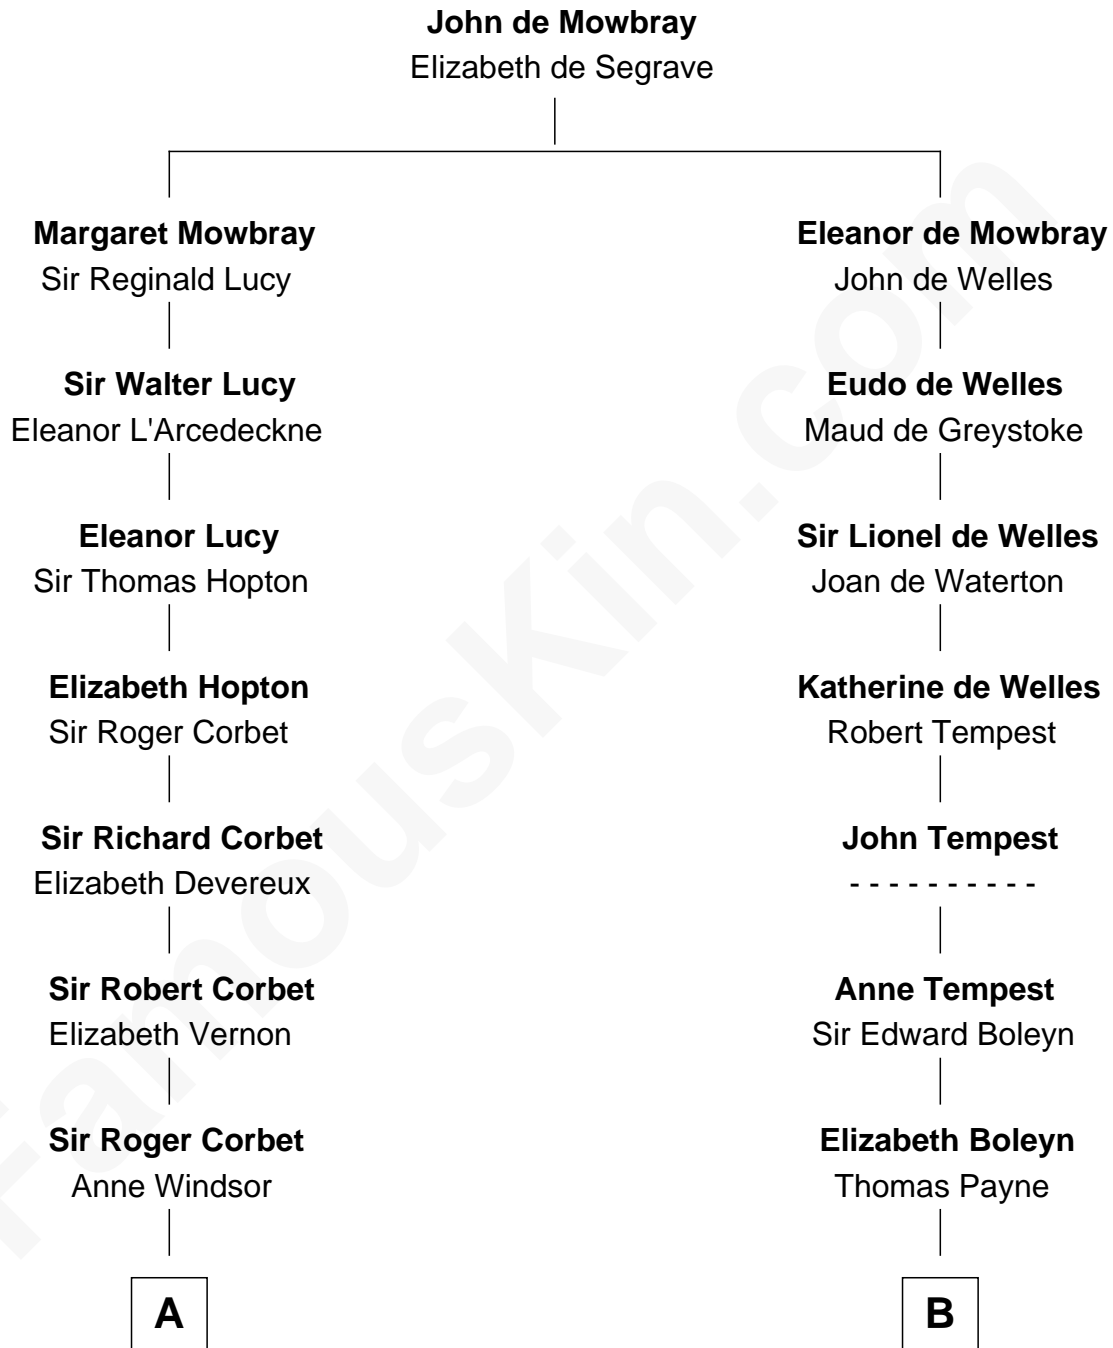 John de Mowbray
Elizabeth de Segrave
Margaret Mowbray
Sir Reginald Lucy
Eleanor de Mowbray
John de Welles
Sir Walter Lucy
Eleanor L'Arcedeckne
Eudo de Welles
Maud de Greystoke
Eleanor Lucy
Sir Thomas Hopton
Sir Lionel de Welles
Joan de Waterton
Elizabeth Hopton
Sir Roger Corbet
Katherine de Welles
Robert Tempest
Sir Richard Corbet
Elizabeth Devereux
John Tempest
- - - - - - - - - -
Sir Robert Corbet
Elizabeth Vernon
Anne Tempest
Sir Edward Boleyn
Sir Roger Corbet
Anne Windsor
Elizabeth Boleyn
Thomas Payne
A
B
FamousKin.com